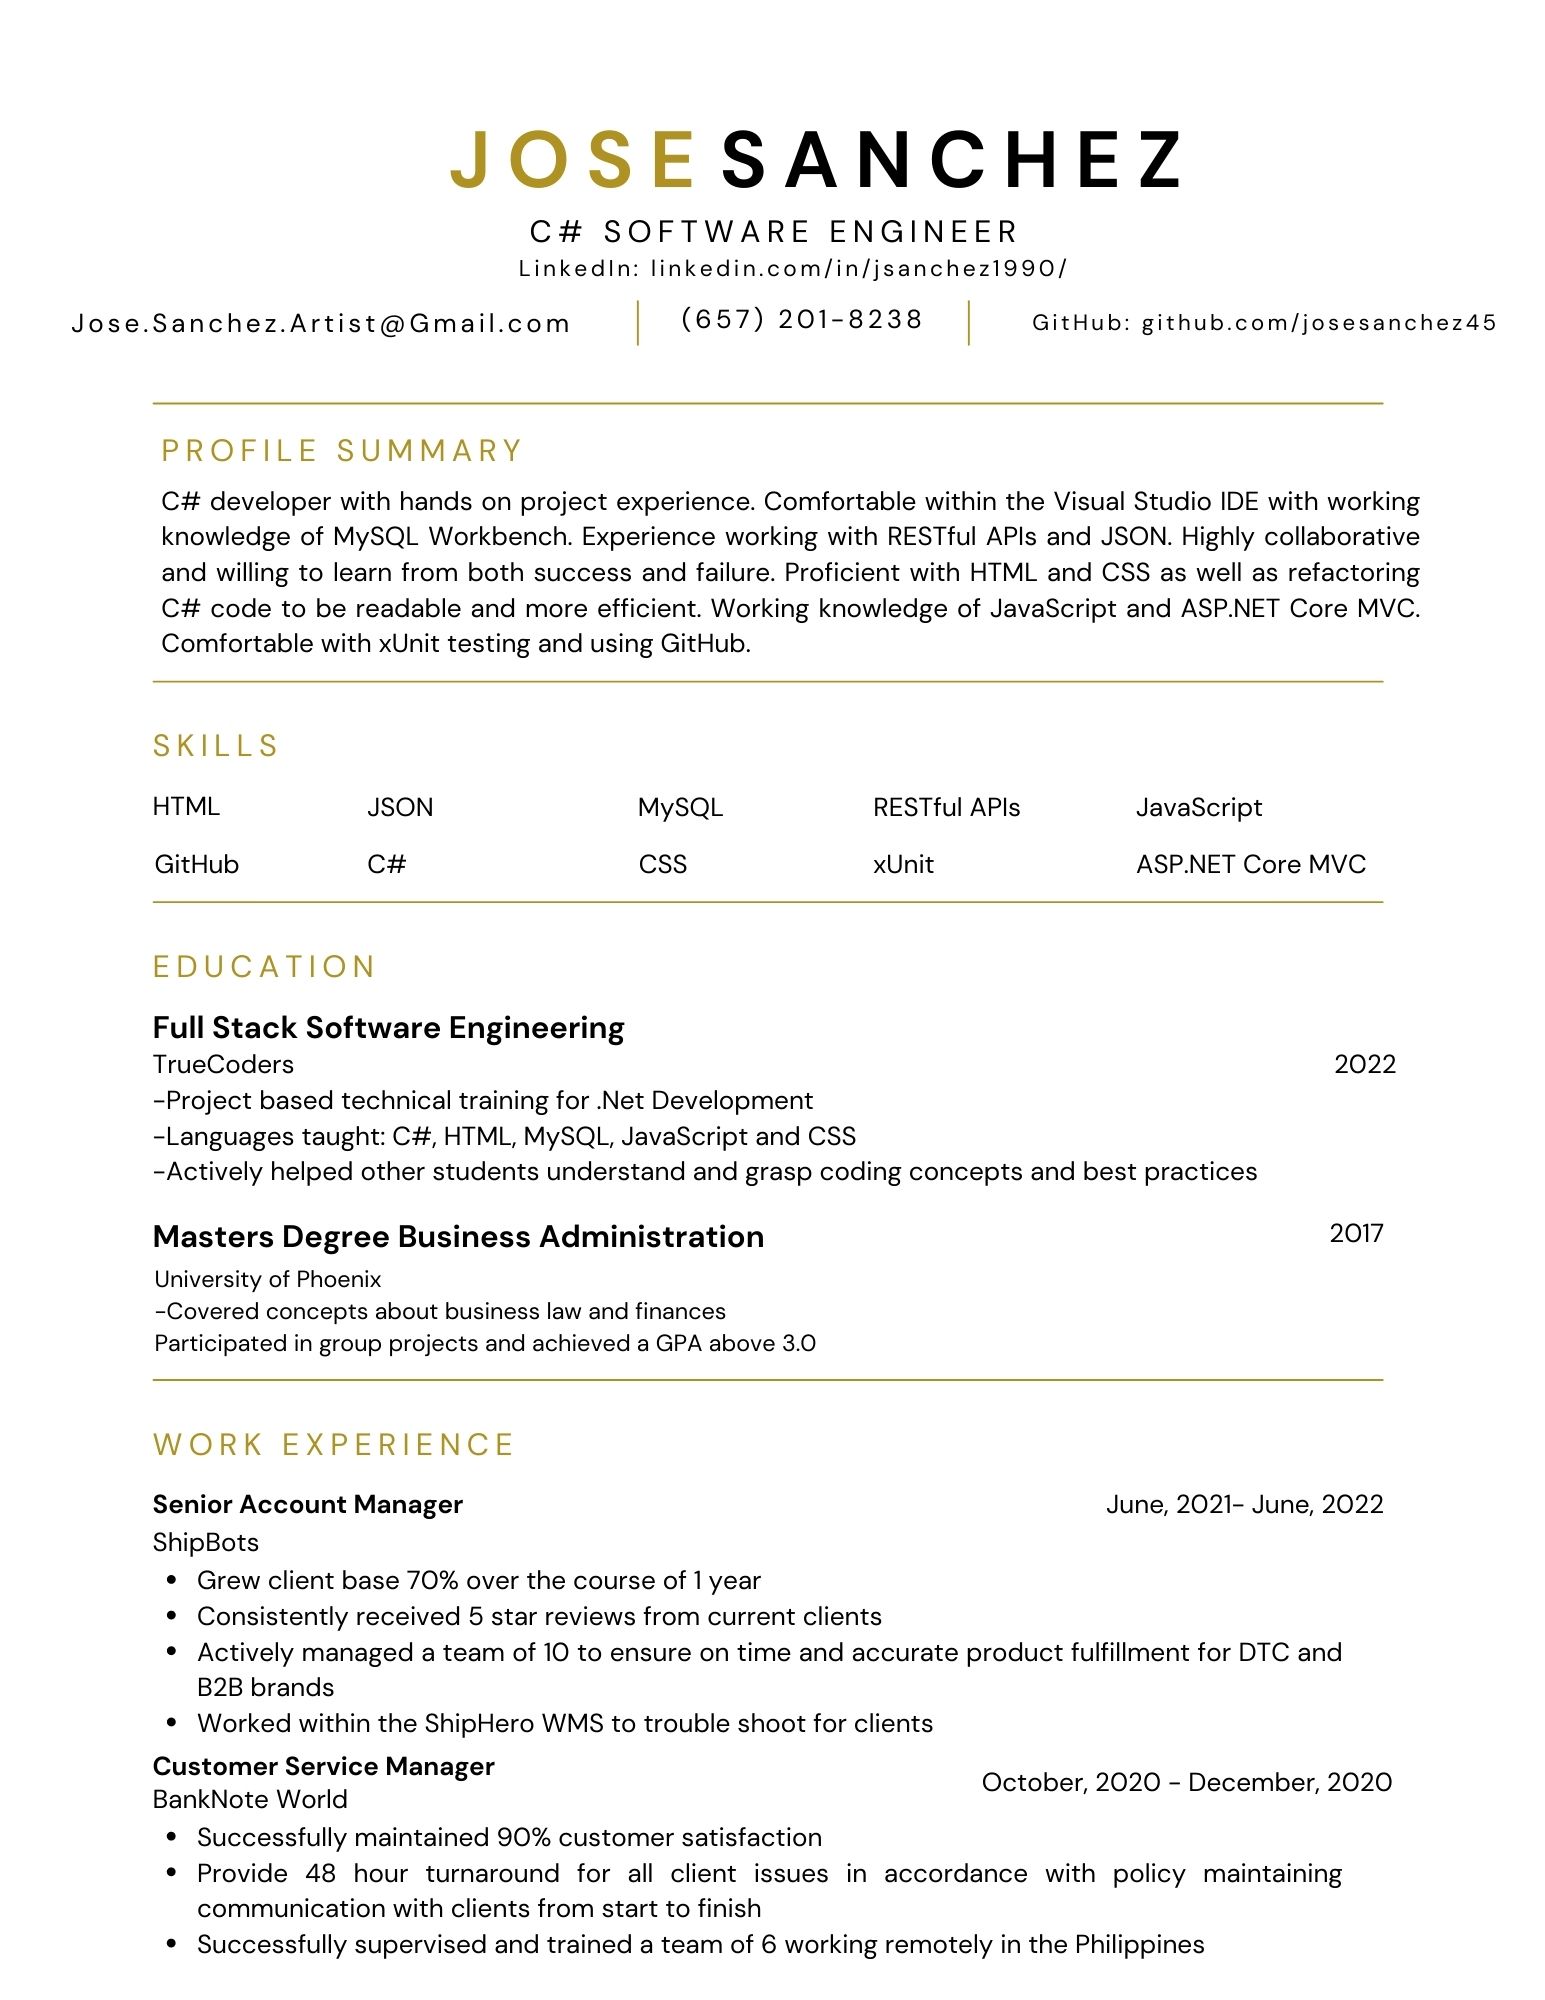 JOSE SANCHEZ
C# SOFTWARE ENGINEER
LinkedIn: linkedin.com/in/jsanchez1990/
Jose.Sanchez.Artist@Gmail.com (657) 201-8238 GitHub: github.com/josesanchez45
PROFILE SUMMARY
C# developer with hands on project experience. Comfortable within the Visual Studio IDE with working
knowledge of MySQL Workbench. Experience working with RESTful APIs and JSON. Highly collaborative
and willing to learn from both success and failure. Proficient with HTML and CSS as well as refactoring
C# code to be readable and more efficient. Working knowledge of JavaScript and ASP.NET Core MVC.
Comfortable with xUnit testing and using GitHub.
SKILLS
HTML JSON MySQL RESTful APIs JavaScript
GitHub C# CSS xUnit ASP.NET Core MVC
EDUCATION
Full Stack Software Engineering
TrueCoders 2022
-Project based technical training for .Net Development
-Languages taught: C#, HTML, MySQL, JavaScript and CSS
-Actively helped other students understand and grasp coding concepts and best practices
Masters Degree Business Administration 2017
University of Phoenix
-Covered concepts about business law and finances
Participated in group projects and achieved a GPA above 3.0
WORK EXPERIENCE
Senior Account Manager June, 2021- June, 2022
ShipBots
• Grew client base 70% over the course of 1 year
• Consistently received 5 star reviews from current clients
• Actively managed a team of 10 to ensure on time and accurate product fulfillment for DTC and
B2B brands
• Worked within the ShipHero WMS to trouble shoot for clients
Customer Service Manager October, 2020 - December, 2020
BankNote World
• Successfully maintained 90% customer satisfaction
• Provide 48 hour turnaround for all client issues in accordance with policy maintaining
communication with clients from start to finish
• Successfully supervised and trained a team of 6 working remotely in the Philippines